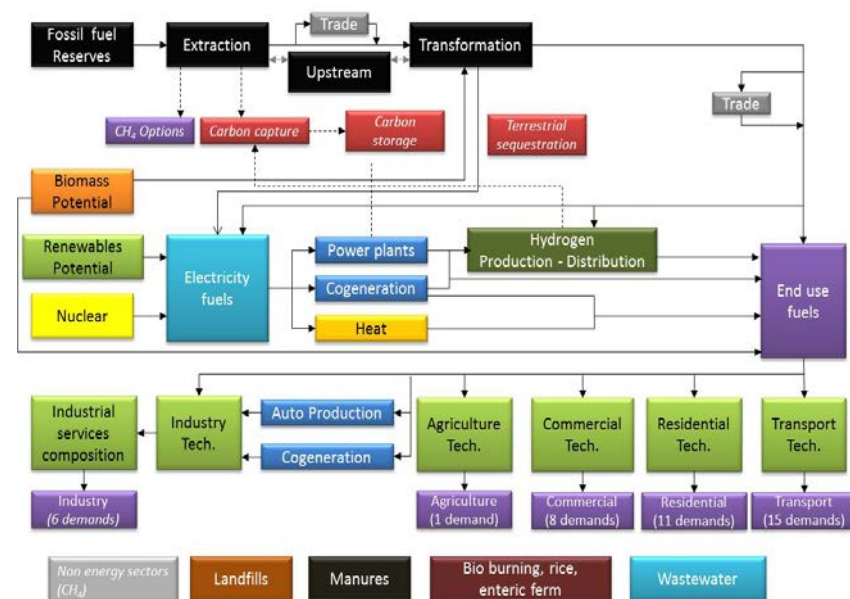 Fossil fuel
Reserves
Extraction
Trade
Upstream
Transformation
Trade
CH₄ Options
Carbon capture
Carbon
storage
Terrestrial
sequestration
Biomass
Potential
Renewables
Potential
Nuclear
Electricity
fuels
Power plants
Cogeneration
Heat
Hydrogen
Production - Distribution
End use
fuels
Industrial
services
composition
Industry
Tech.
Auto Production
Cogeneration
Agriculture
Tech.
Commercial
Tech.
Residential
Tech.
Transport
Tech.
Industry
(6 demands)
Agriculture
(1 demand)
Commercial
(8 demands)
Residential
(11 demands)
Transport
(15 demands)
Non energy sectors
(CH₄)
Landfills
Manures
Bio burning, rice,
enteric ferm
Wastewater